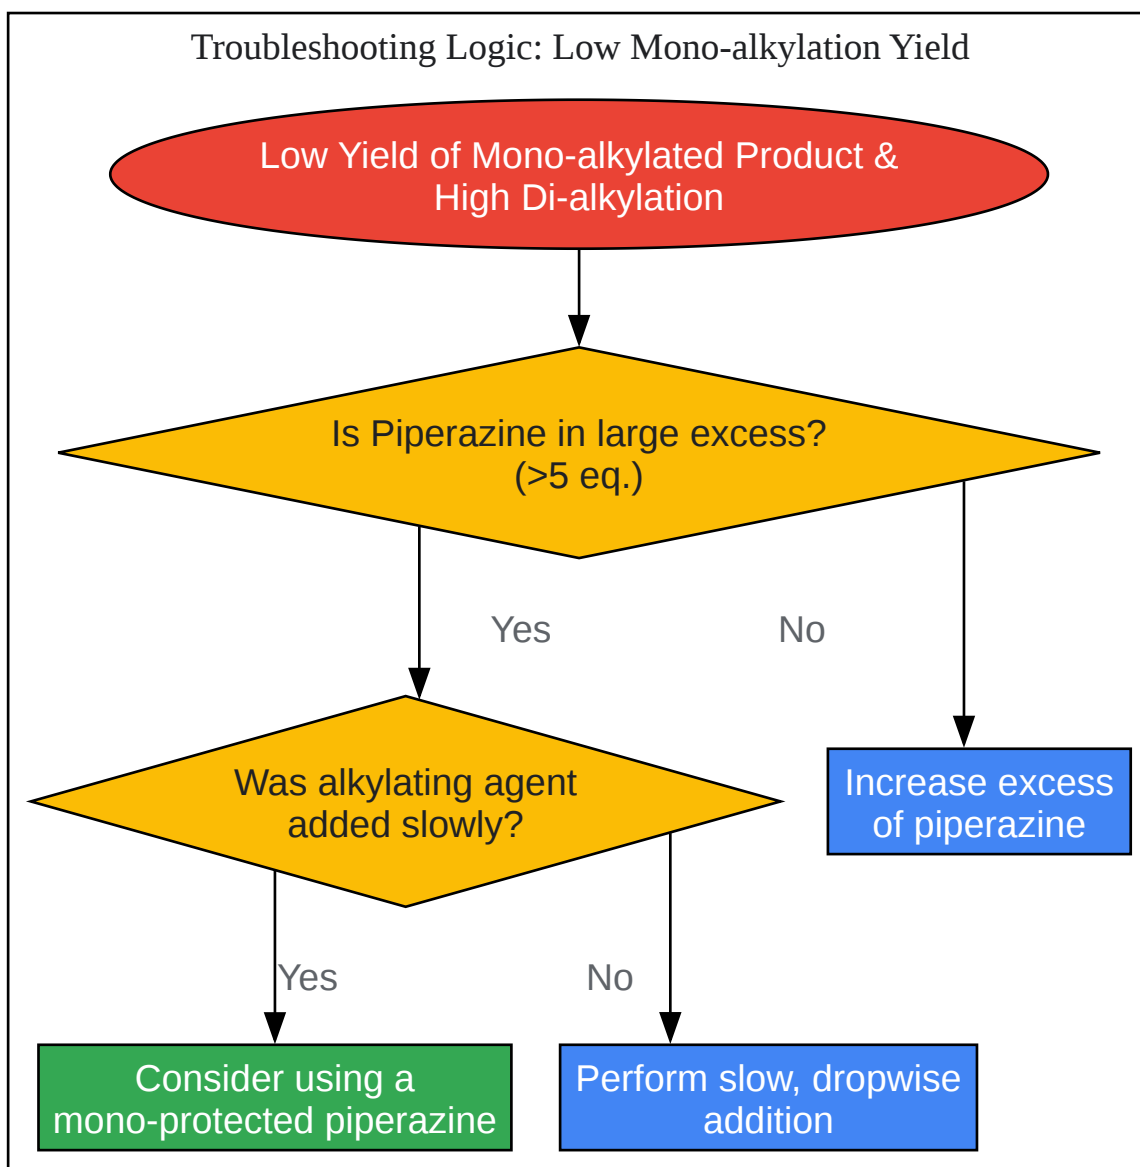 Troubleshooting Logic: Low Mono-alkylation Yield
Low Yield of Mono-alkylated Product &
High Di-alkylation
Is Piperazine in large excess?
(>5 eq.)
Yes
No
Was alkylating agent
added slowly?
Increase excess
of piperazine
Yes
No
Consider using a
mono-protected piperazine
Perform slow, dropwise
addition